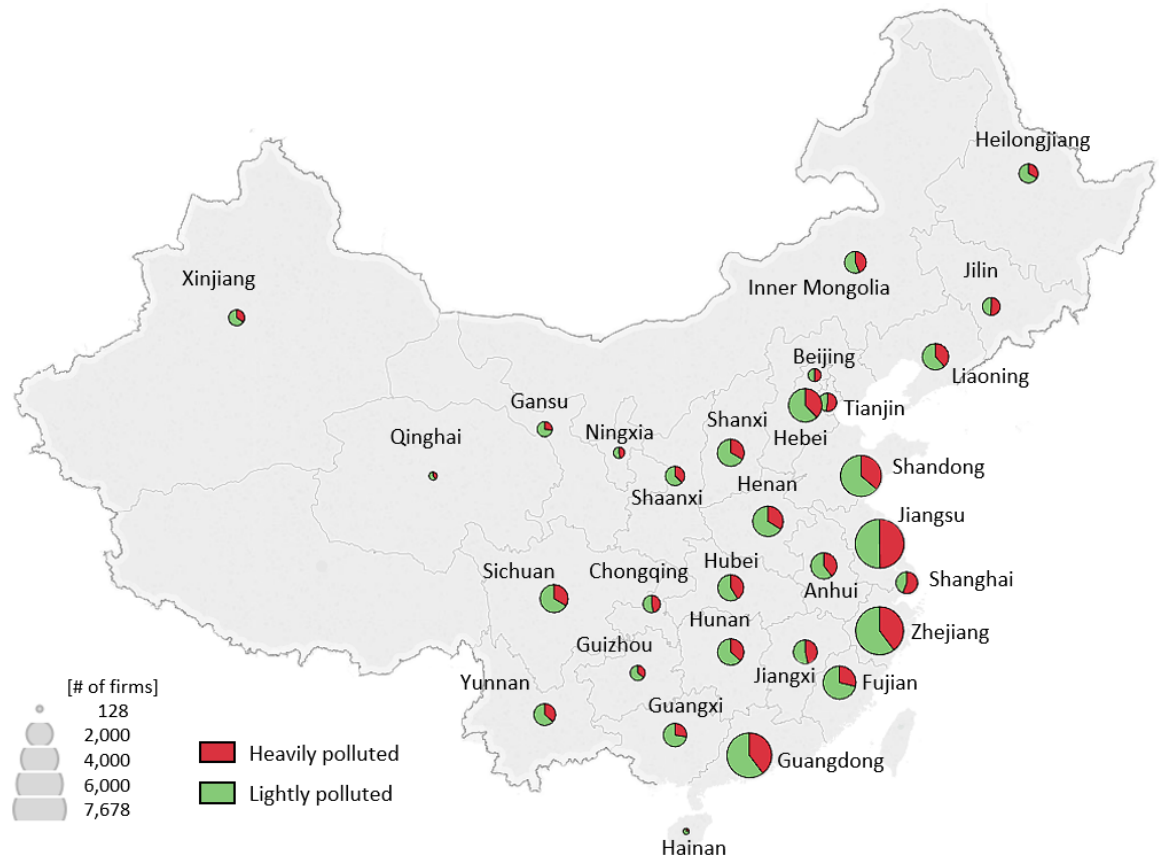 Heilongjiang
Xinjiang
Jilin
Inner Mongolia
Beijing
Liaoning
Gansu
Tianjin
Shanxi
Ningxia
Hebei
Qinghai
Shandong
Henan
Shaanxi
Jiangsu
Hubei
Sichuan
Chongqing
Shanghai
Anhui
Hunan
Zhejiang
Guizhou
Jiangxi
Yunnan
Fujian
[# of firms]
Guangxi
128
2,000
Heavily polluted
4,000
Guangdong
6,000
Lightly polluted
7,678
Hainan